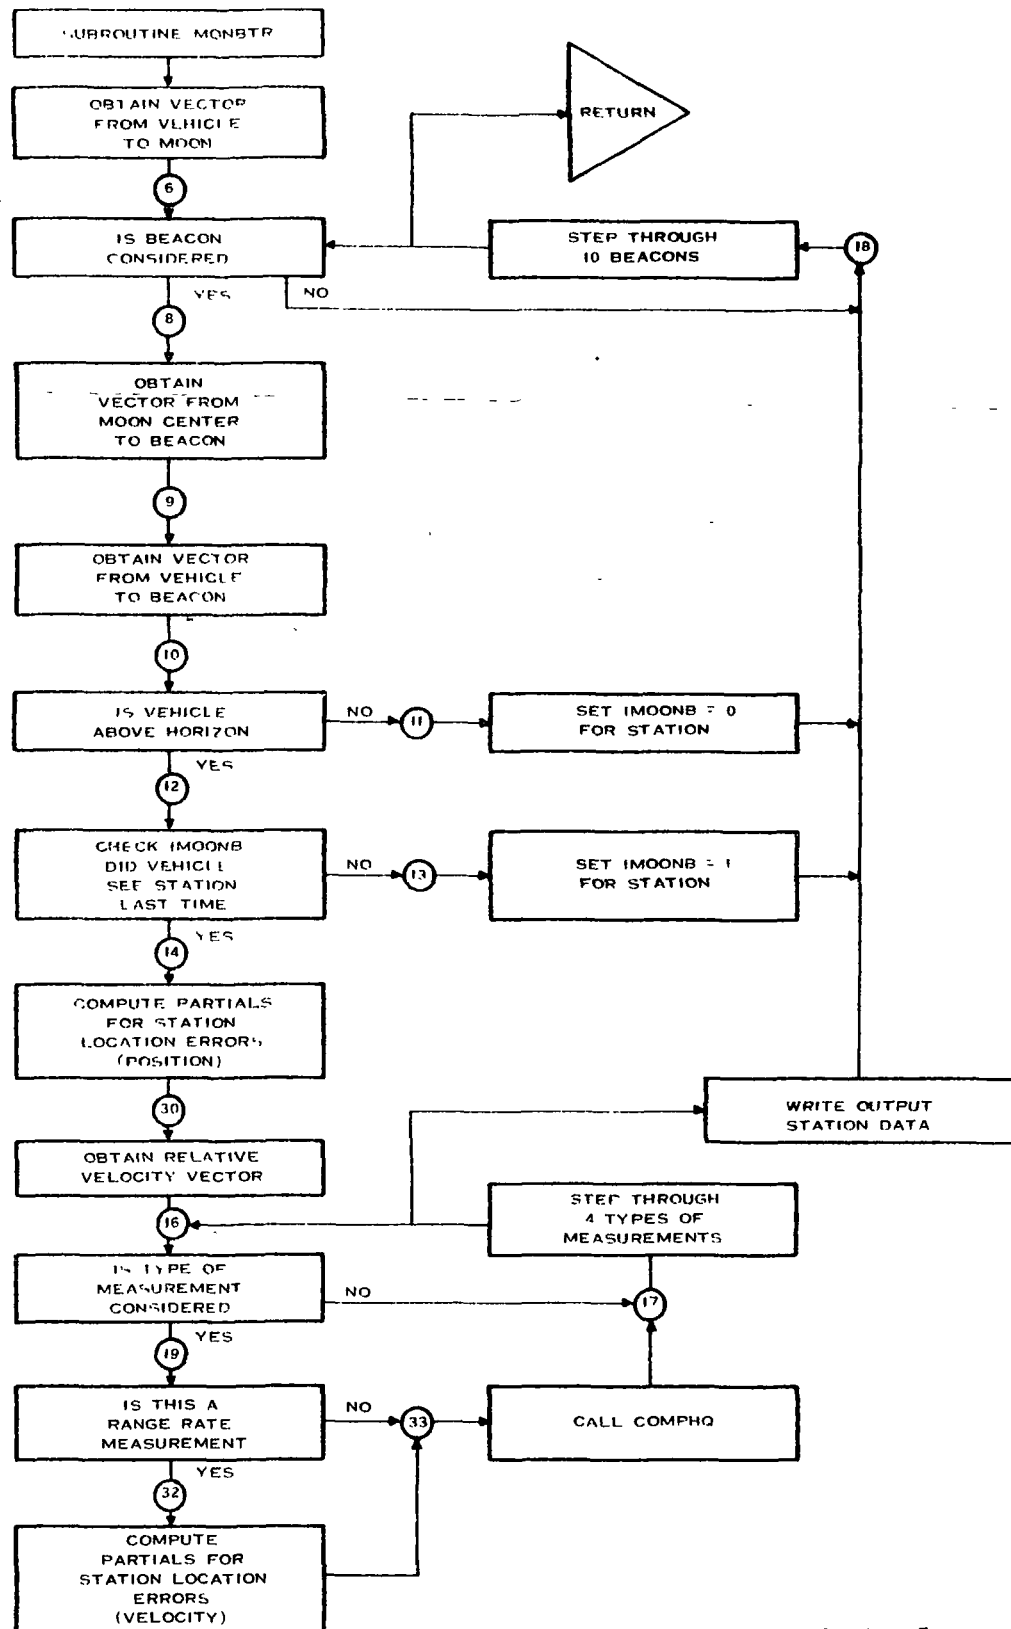 SUBROUTINE MONBTR
OBTAIN VECTOR
FROM VEHICLE
TO MOON
RETURN
6
IS BEACON
CONSIDERED
STEP THROUGH
10 BEACONS
18
YES
NO
8
OBTAIN
VECTOR FROM
MOON CENTER
TO BEACON
9
OBTAIN VECTOR
FROM VEHICLE
TO BEACON
10
IS VEHICLE
ABOVE HORIZON
NO
11
SET IMOONB = 0
FOR STATION
YES
12
CHECK IMOONB
DID VEHICLE
SEE STATION
LAST TIME
NO
13
SET IMOONB = 1
FOR STATION
YES
14
COMPUTE PARTIALS
FOR STATION
LOCATION ERRORS
(POSITION)
30
WRITE OUTPUT
STATION DATA
OBTAIN RELATIVE
VELOCITY VECTOR
16
STEP THROUGH
4 TYPES OF
MEASUREMENTS
IS TYPE OF
MEASUREMENT
CONSIDERED
NO
17
YES
19
IS THIS A
RANGE RATE
MEASUREMENT
NO
33
CALL COMPHQ
YES
32
COMPUTE
PARTIALS FOR
STATION LOCATION
ERRORS
(VELOCITY)